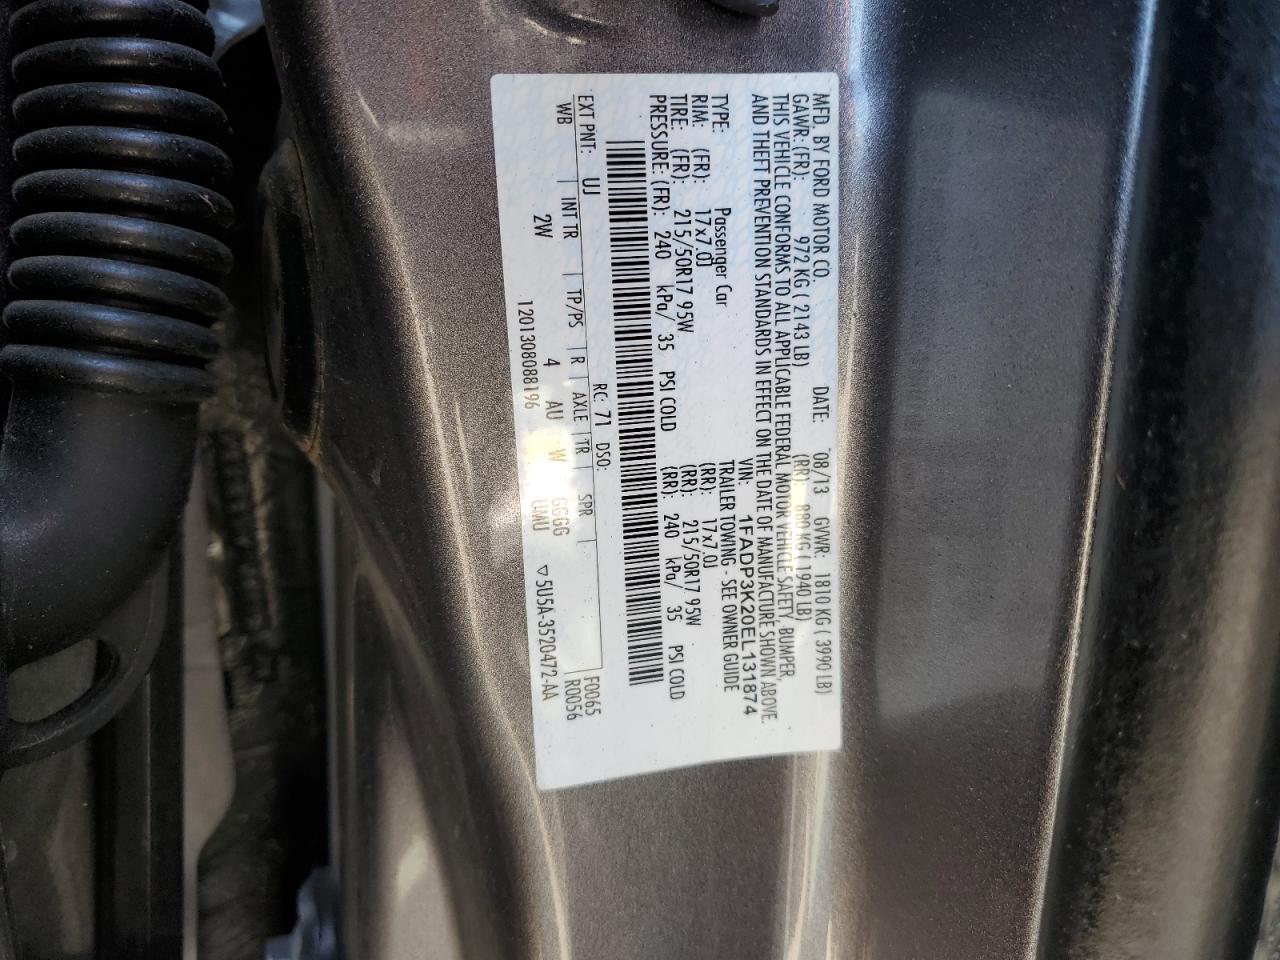 MFD. BY FORD MOTOR CO.
DATE: 08/13 GVWR: 1810 KG ( 3990 LB)
GAWR: (FR): 972 KG ( 2143 LB) (RR): 880 KG ( 1940 LB)
THIS VEHICLE CONFORMS TO ALL APPLICABLE FEDERAL MOTOR VEHICLE SAFETY, BUMPER,
AND THEFT PREVENTION STANDARDS IN EFFECT ON THE DATE OF MANUFACTURE SHOWN ABOVE.
VIN: 1FADP3K20EL131874
TYPE: Passenger Car TRAILER TOWING - SEE OWNER GUIDE
RIM: (FR): 17x7.0J (RR): 17x7.0J
TIRE: (FR): 215/50R17 95W (RR): 215/50R17 95W
PRESSURE: (FR): 240 kPa/ 35 PSI COLD (RR): 240 kPa/ 35 PSI COLD
RC: 71 DSO: F0065
EXT PNT: UJ R0056
WB | INT TR | TP/PS | R | AXLE | TR | SPR |
2W 4 AU W GGGG
UMU
1201308088196 ▽5U5A-3520472-AA